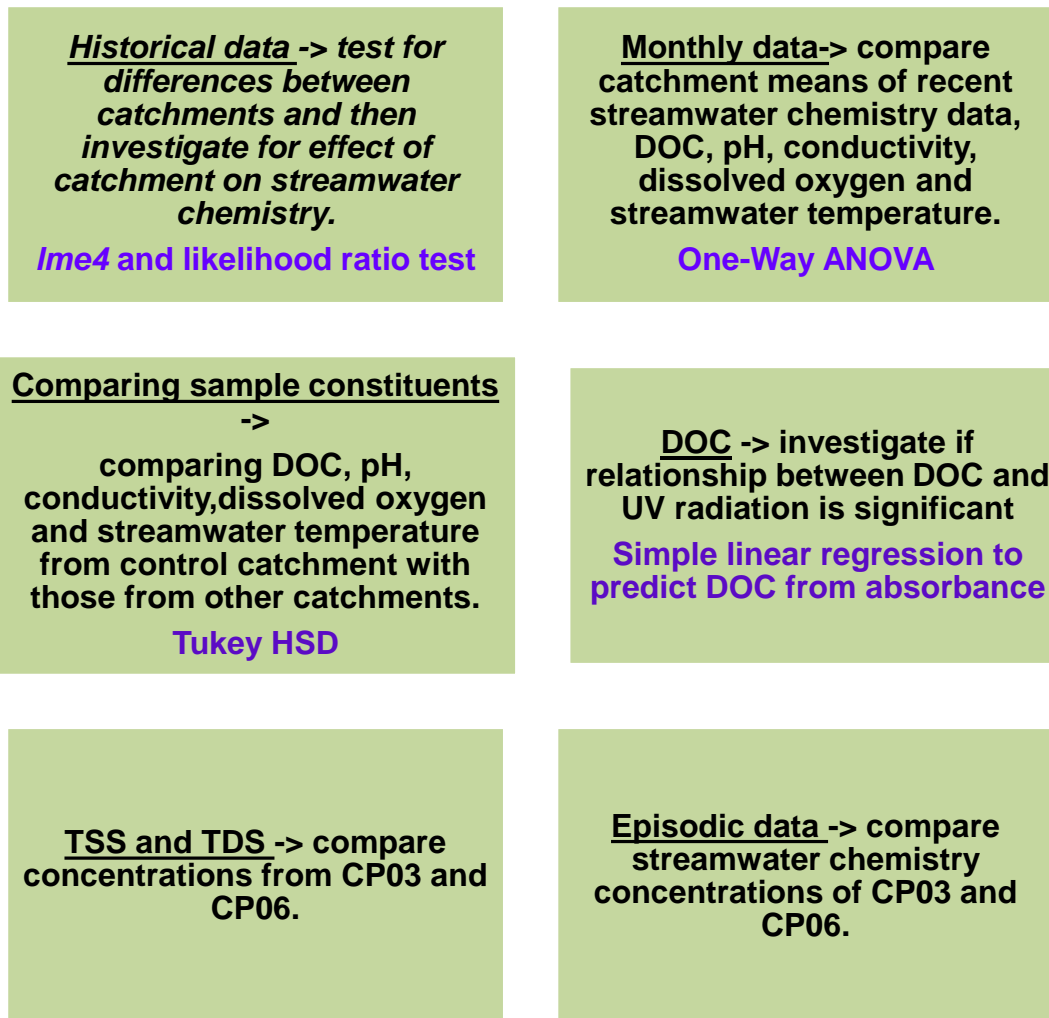 Historical data -> test for
differences between
catchments and then
investigate for effect of
catchment on streamwater
chemistry.
lme4 and likelihood ratio test
Monthly data-> compare
catchment means of recent
streamwater chemistry data,
DOC, pH, conductivity,
dissolved oxygen and
streamwater temperature.
One-Way ANOVA
Comparing sample constituents
->
comparing DOC, pH,
conductivity,dissolved oxygen
and streamwater temperature
from control catchment with
those from other catchments.
Tukey HSD
DOC -> investigate if
relationship between DOC and
UV radiation is significant
Simple linear regression to
predict DOC from absorbance
TSS and TDS -> compare
concentrations from CP03 and
CP06.
Episodic data -> compare
streamwater chemistry
concentrations of CP03 and
CP06.